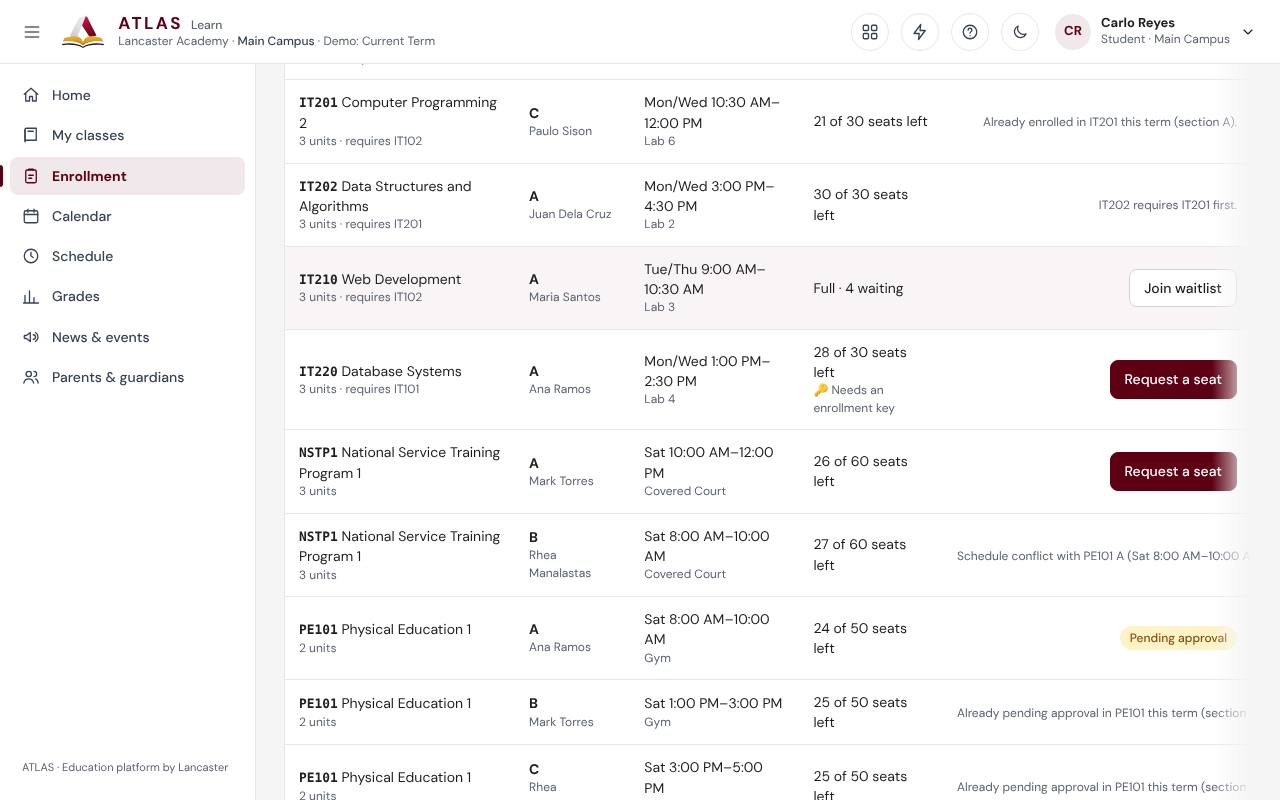 ATLAS Learn
Lancaster Academy · Main Campus · Demo: Current Term
CR
Carlo Reyes
Student · Main Campus
Home
My classes
Enrollment
Calendar
Schedule
Grades
News & events
Parents & guardians
ATLAS · Education platform by Lancaster
IT201 Computer Programming
2
3 units · requires IT102
C
Paulo Sison
Mon/Wed 10:30 AM–
12:00 PM
Lab 6
21 of 30 seats left
Already enrolled in IT201 this term (section A).
IT202 Data Structures and
Algorithms
3 units · requires IT201
A
Juan Dela Cruz
Mon/Wed 3:00 PM–
4:30 PM
Lab 2
30 of 30 seats
left
IT202 requires IT201 first.
IT210 Web Development
3 units · requires IT102
A
Maria Santos
Tue/Thu 9:00 AM–
10:30 AM
Lab 3
Full · 4 waiting
Join waitlist
IT220 Database Systems
3 units · requires IT101
A
Ana Ramos
Mon/Wed 1:00 PM–
2:30 PM
Lab 4
28 of 30 seats
left
🔑 Needs an
enrollment key
Request a seat
NSTP1 National Service Training
Program 1
3 units
A
Mark Torres
Sat 10:00 AM–12:00
PM
Covered Court
26 of 60 seats
left
Request a seat
NSTP1 National Service Training
Program 1
3 units
B
Rhea
Manalastas
Sat 8:00 AM–10:00
AM
Covered Court
27 of 60 seats
left
Schedule conflict with PE101 A (Sat 8:00 AM–10:00 A
PE101 Physical Education 1
2 units
A
Ana Ramos
Sat 8:00 AM–10:00
AM
Gym
24 of 50 seats
left
Pending approval
PE101 Physical Education 1
2 units
B
Mark Torres
Sat 1:00 PM–3:00 PM
Gym
25 of 50 seats
left
Already pending approval in PE101 this term (section
PE101 Physical Education 1
2 units
C
Rhea
Sat 3:00 PM–5:00
PM
25 of 50 seats
left
Already pending approval in PE101 this term (section